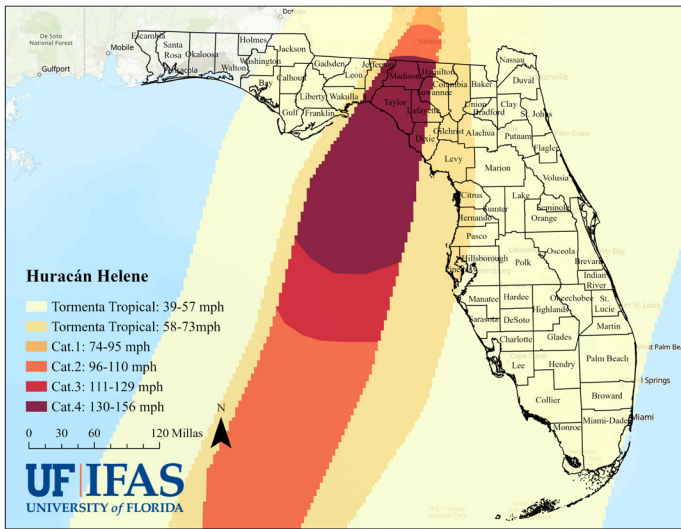 De Soto
National Forest
Mobile
Gulfport
Escambia
Santa
Rosa
Okaloosa
Walton
Holmes
Washington
Jackson
Bay
Calhoun
Gulf
Liberty
Franklin
Gadsden
Leon
Wakulla
Jefferson
Madison
Taylor
Hamilton
Suwannee
Lafayette
Dixie
Columbia
Baker
Nassau
Duval
Union
Bradford
Clay
St. Johns
Gilchrist
Alachua
Putnam
Flagler
Levy
Marion
Volusia
Citrus
Sumter
Lake
Seminole
Hernando
Orange
Pasco
Hillsborough
Polk
Osceola
Brevard
Indian
River
Manatee
Hardee
Highlands
Okeechobee
St.
Lucie
Sarasota
DeSoto
Martin
Charlotte
Glades
Lee
Hendry
Palm Beach
Collier
Broward
Monroe
Miami-Dade
Miami
Huracán Helene
Tormenta Tropical: 39-57 mph
Tormenta Tropical: 58-73mph
Cat.1: 74-95 mph
Cat.2: 96-110 mph
Cat.3: 111-129 mph
Cat.4: 130-156 mph
N
0 30 60 120 Millas
UF|IFAS
UNIVERSITY of FLORIDA